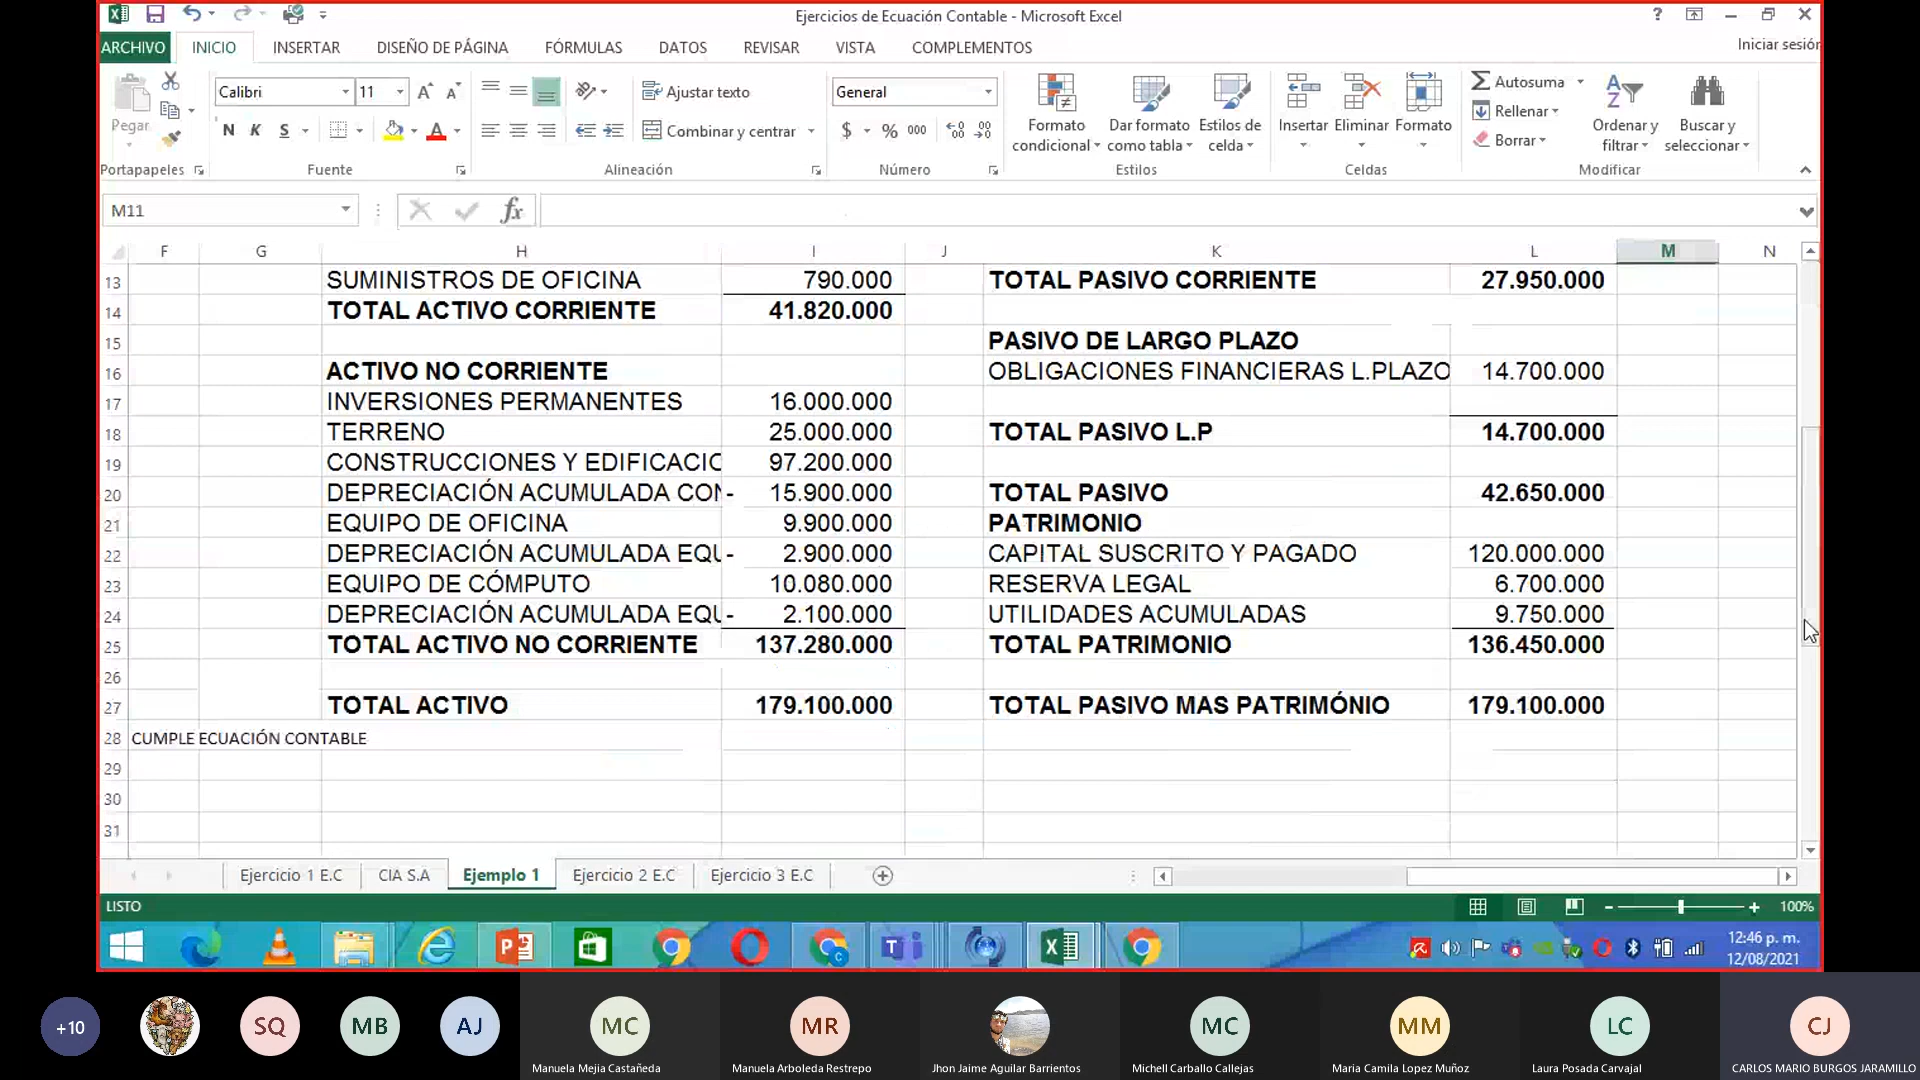 Ejercicios de Ecuación Contable - Microsoft Excel
?
ARCHIVO INICIO INSERTAR DISEÑO DE PÁGINA FÓRMULAS DATOS REVISAR VISTA COMPLEMENTOS Iniciar sesión
Pegar
Calibri 11
N K S
Ajustar texto
Combinar y centrar
General
$ % 000
Formato condicional
Dar formato como tabla
Estilos de celda
Insertar Eliminar Formato
Autosuma
Rellenar
Borrar
Ordenar y filtrar
Buscar y seleccionar
Portapapeles Fuente Alineación Número Estilos Celdas Modificar
M11 fx
F G H I J K L M N
13 SUMINISTROS DE OFICINA 790.000 TOTAL PASIVO CORRIENTE 27.950.000
14 TOTAL ACTIVO CORRIENTE 41.820.000
15 PASIVO DE LARGO PLAZO
16 ACTIVO NO CORRIENTE OBLIGACIONES FINANCIERAS L.PLAZO 14.700.000
17 INVERSIONES PERMANENTES 16.000.000
18 TERRENO 25.000.000 TOTAL PASIVO L.P 14.700.000
19 CONSTRUCCIONES Y EDIFICACIO 97.200.000
20 DEPRECIACIÓN ACUMULADA CON - 15.900.000 TOTAL PASIVO 42.650.000
21 EQUIPO DE OFICINA 9.900.000 PATRIMONIO
22 DEPRECIACIÓN ACUMULADA EQU - 2.900.000 CAPITAL SUSCRITO Y PAGADO 120.000.000
23 EQUIPO DE CÓMPUTO 10.080.000 RESERVA LEGAL 6.700.000
24 DEPRECIACIÓN ACUMULADA EQU - 2.100.000 UTILIDADES ACUMULADAS 9.750.000
25 TOTAL ACTIVO NO CORRIENTE 137.280.000 TOTAL PATRIMONIO 136.450.000
26
27 TOTAL ACTIVO 179.100.000 TOTAL PASIVO MAS PATRIMÓNIO 179.100.000
28 CUMPLE ECUACIÓN CONTABLE
29
30
31
Ejercicio 1 E.C CIA S.A Ejemplo 1 Ejercicio 2 E.C Ejercicio 3 E.C
LISTO 100%
12:46 p. m.
12/08/2021
+10 SQ MB AJ MC MR MC MM LC CJ
Manuela Mejia Castañeda Manuela Arboleda Restrepo Jhon Jaime Aguilar Barrientos Michell Carballo Callejas Maria Camila Lopez Muñoz Laura Posada Carvajal CARLOS MARIO BURGOS JARAMILLO